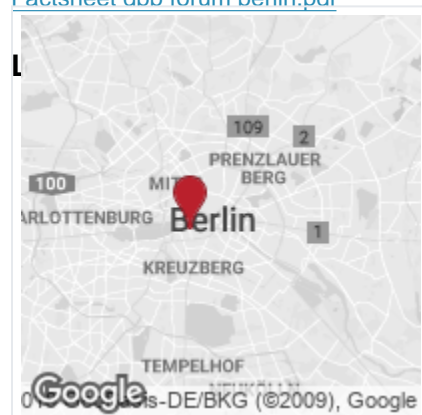 Factsheet dbb forum berlin.pdf
L
109
2
PRENZLAUER
BERG
100
MIT
ARLOTTENBURG
Berlin
1
KREUZBERG
TEMPELHOF
Google
is-DE/BKG (©2009), Google